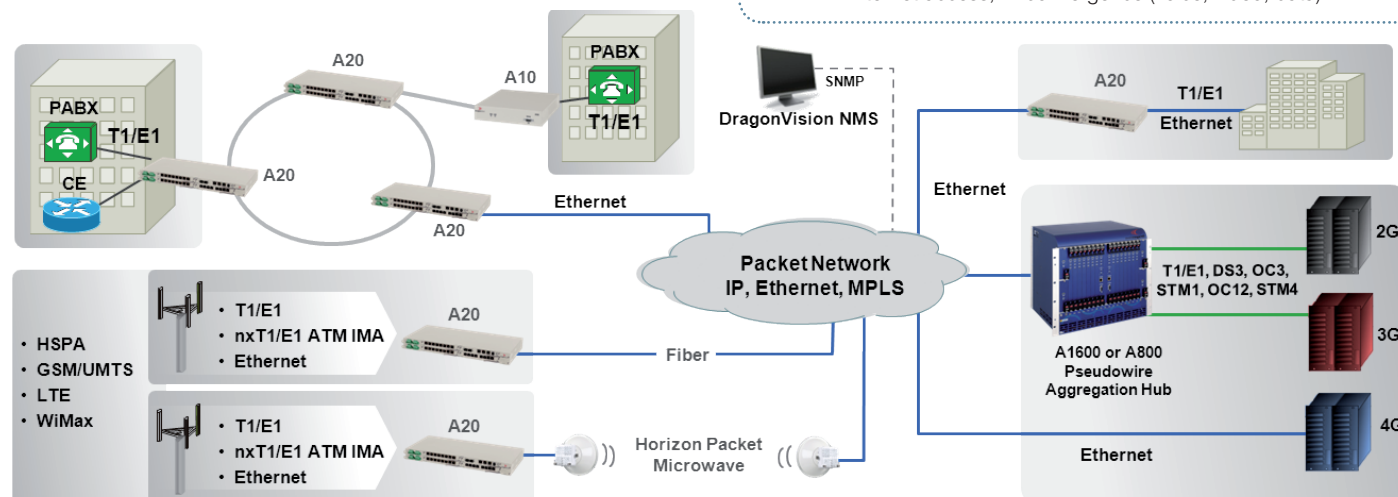 A20
PABX
T1/E1
CE
A20
A10
PABX
T1/E1
A20
Ethernet
SNMP
DragonVision NMS
A20
T1/E1
Ethernet
Ethernet
Packet Network
IP, Ethernet, MPLS
T1/E1, DS3, OC3,
STM1, OC12, STM4
A1600 or A800
Pseudowire
Aggregation Hub
2G
3G
4G
Ethernet
• HSPA
• GSM/UMTS
• LTE
• WiMax
• T1/E1
• nxT1/E1 ATM IMA
• Ethernet
A20
Fiber
• T1/E1
• nxT1/E1 ATM IMA
• Ethernet
A20
Horizon Packet
Microwave